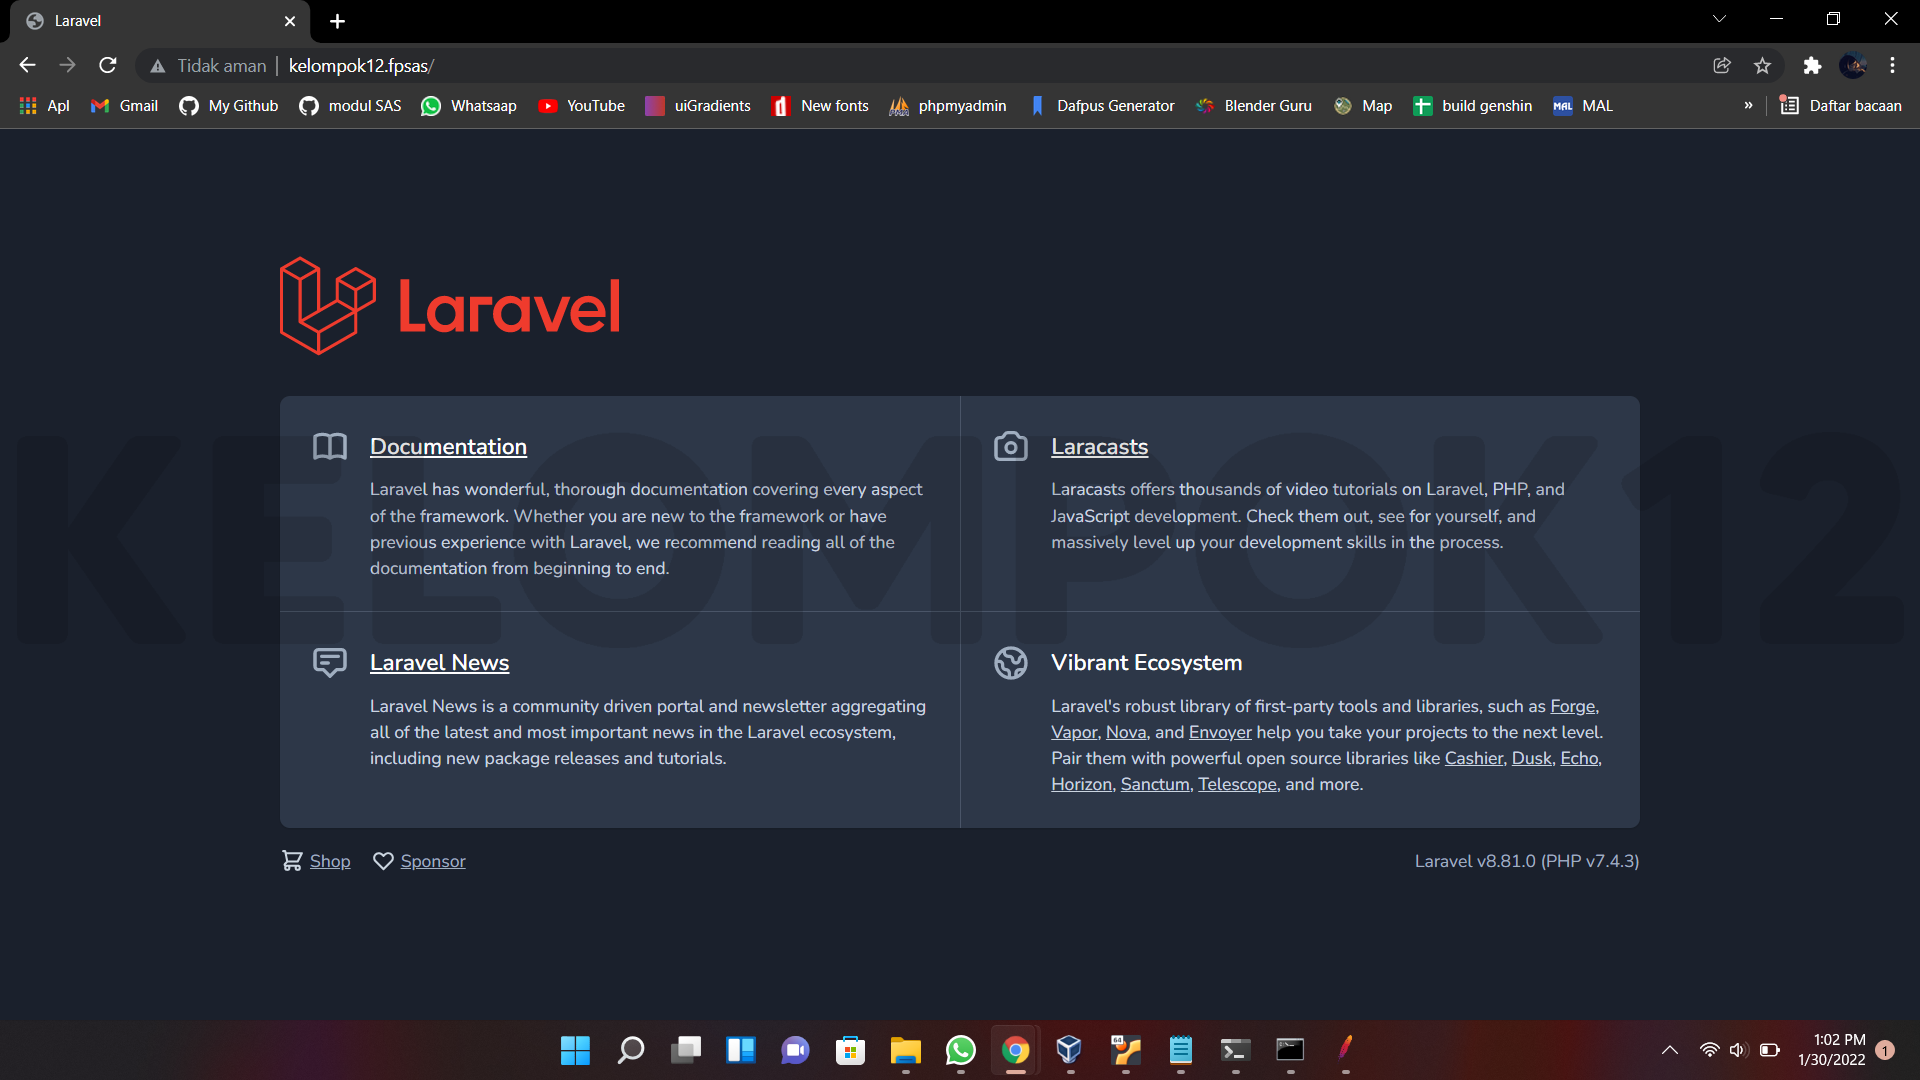 Laravel
Tidak aman | kelompok12.fpsas/
Apl Gmail My Github modul SAS Whatsaap YouTube uiGradients New fonts phpmyadmin Dafpus Generator Blender Guru Map build genshin MAL MAL » Daftar bacaan
Laravel
KELOMPOK12
Documentation
Laravel has wonderful, thorough documentation covering every aspect
of the framework. Whether you are new to the framework or have
previous experience with Laravel, we recommend reading all of the
documentation from beginning to end.
Laracasts
Laracasts offers thousands of video tutorials on Laravel, PHP, and
JavaScript development. Check them out, see for yourself, and
massively level up your development skills in the process.
Laravel News
Laravel News is a community driven portal and newsletter aggregating
all of the latest and most important news in the Laravel ecosystem,
including new package releases and tutorials.
Vibrant Ecosystem
Laravel's robust library of first-party tools and libraries, such as Forge,
Vapor, Nova, and Envoyer help you take your projects to the next level.
Pair them with powerful open source libraries like Cashier, Dusk, Echo,
Horizon, Sanctum, Telescope, and more.
Shop Sponsor
Laravel v8.81.0 (PHP v7.4.3)
64
1:02 PM
1/30/2022
1